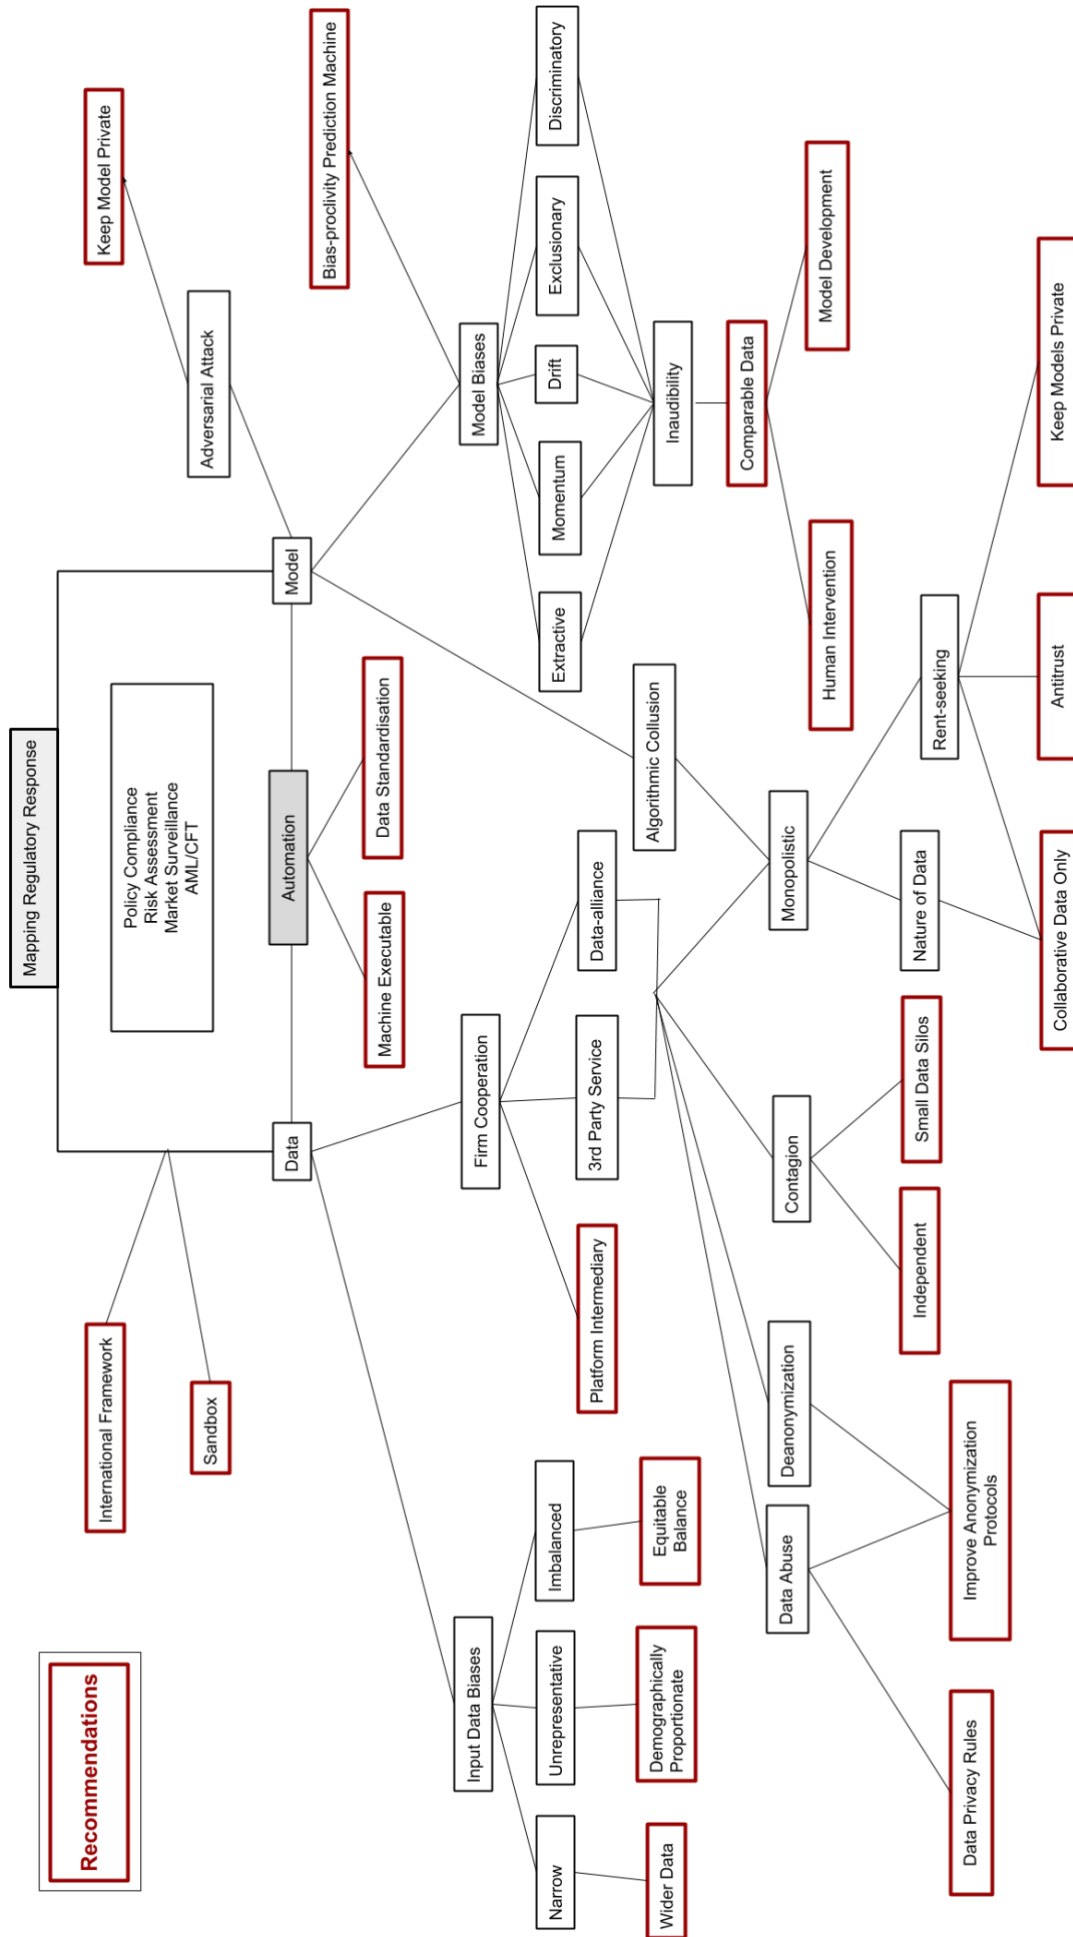 Mapping Regulatory Response
Recommendations
International Framework
Sandbox
Policy Compliance
Risk Assessment
Market Surveillance
AML/CFT
Keep Model Private
Adversarial Attack
Data
Automation
Model
Machine Executable
Data Standardisation
Bias-proclivity Prediction Machine
Input Data Biases
Firm Cooperation
Model Biases
Narrow
Unrepresentative
Imbalanced
Platform Intermediary
3rd Party Service
Data-alliance
Extractive
Momentum
Drift
Exclusionary
Discriminatory
Wider Data
Demographically
Proportionate
Equitable
Balance
Algorithmic Collusion
Inaudibility
Comparable Data
Data Abuse
Deanonymization
Contagion
Monopolistic
Human Intervention
Model Development
Independent
Small Data Silos
Nature of Data
Rent-seeking
Data Privacy Rules
Improve Anonymization
Protocols
Collaborative Data Only
Antitrust
Keep Models Private